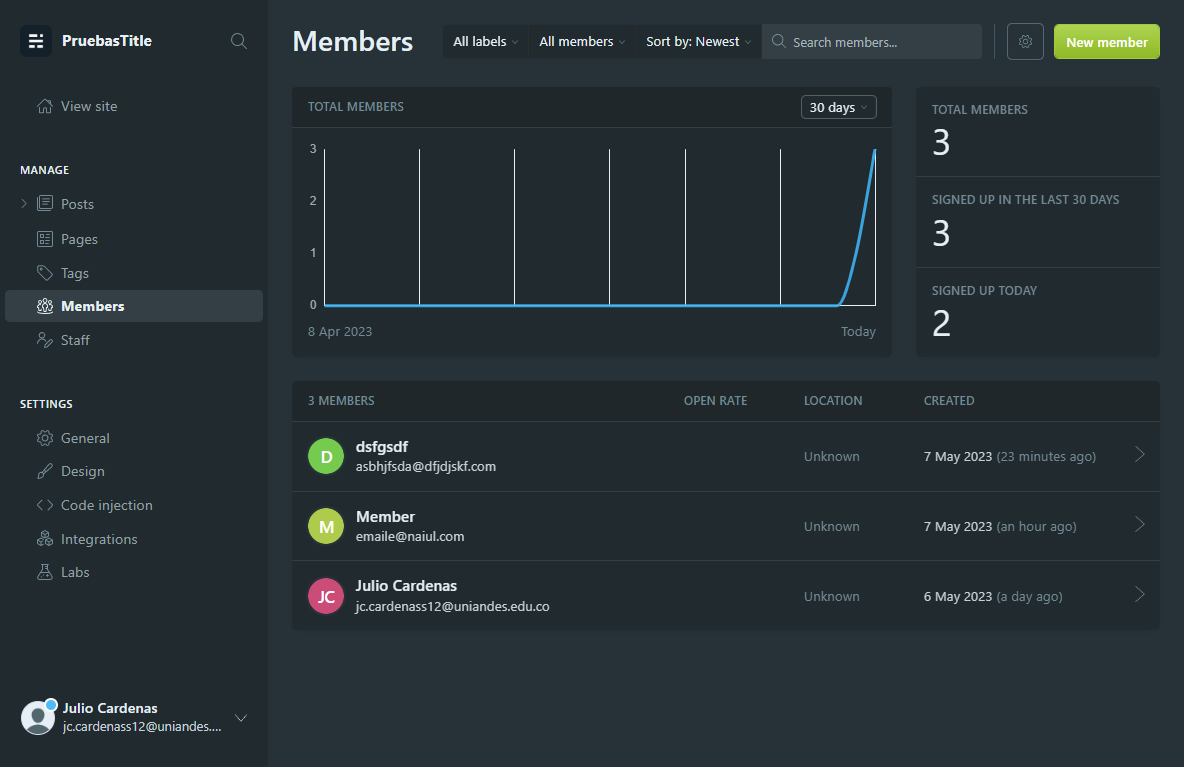 PruebasTitle
View site
MANAGE
Posts
Pages
Tags
Members
Staff
SETTINGS
General
Design
Code injection
Integrations
Labs
Julio Cardenas
jc.cardenass12@uniandes....
Members
All labels
All members
Sort by: Newest
Search members...
New member
TOTAL MEMBERS
30 days
3
2
1
0
8 Apr 2023
Today
TOTAL MEMBERS
3
SIGNED UP IN THE LAST 30 DAYS
3
SIGNED UP TODAY
2
3 MEMBERS OPEN RATE LOCATION CREATED
D
dsfgsdf
asbhjfsda@dfjdjskf.com
Unknown
7 May 2023 (23 minutes ago)
M
Member
emaile@naiul.com
Unknown
7 May 2023 (an hour ago)
JC
Julio Cardenas
jc.cardenass12@uniandes.edu.co
Unknown
6 May 2023 (a day ago)